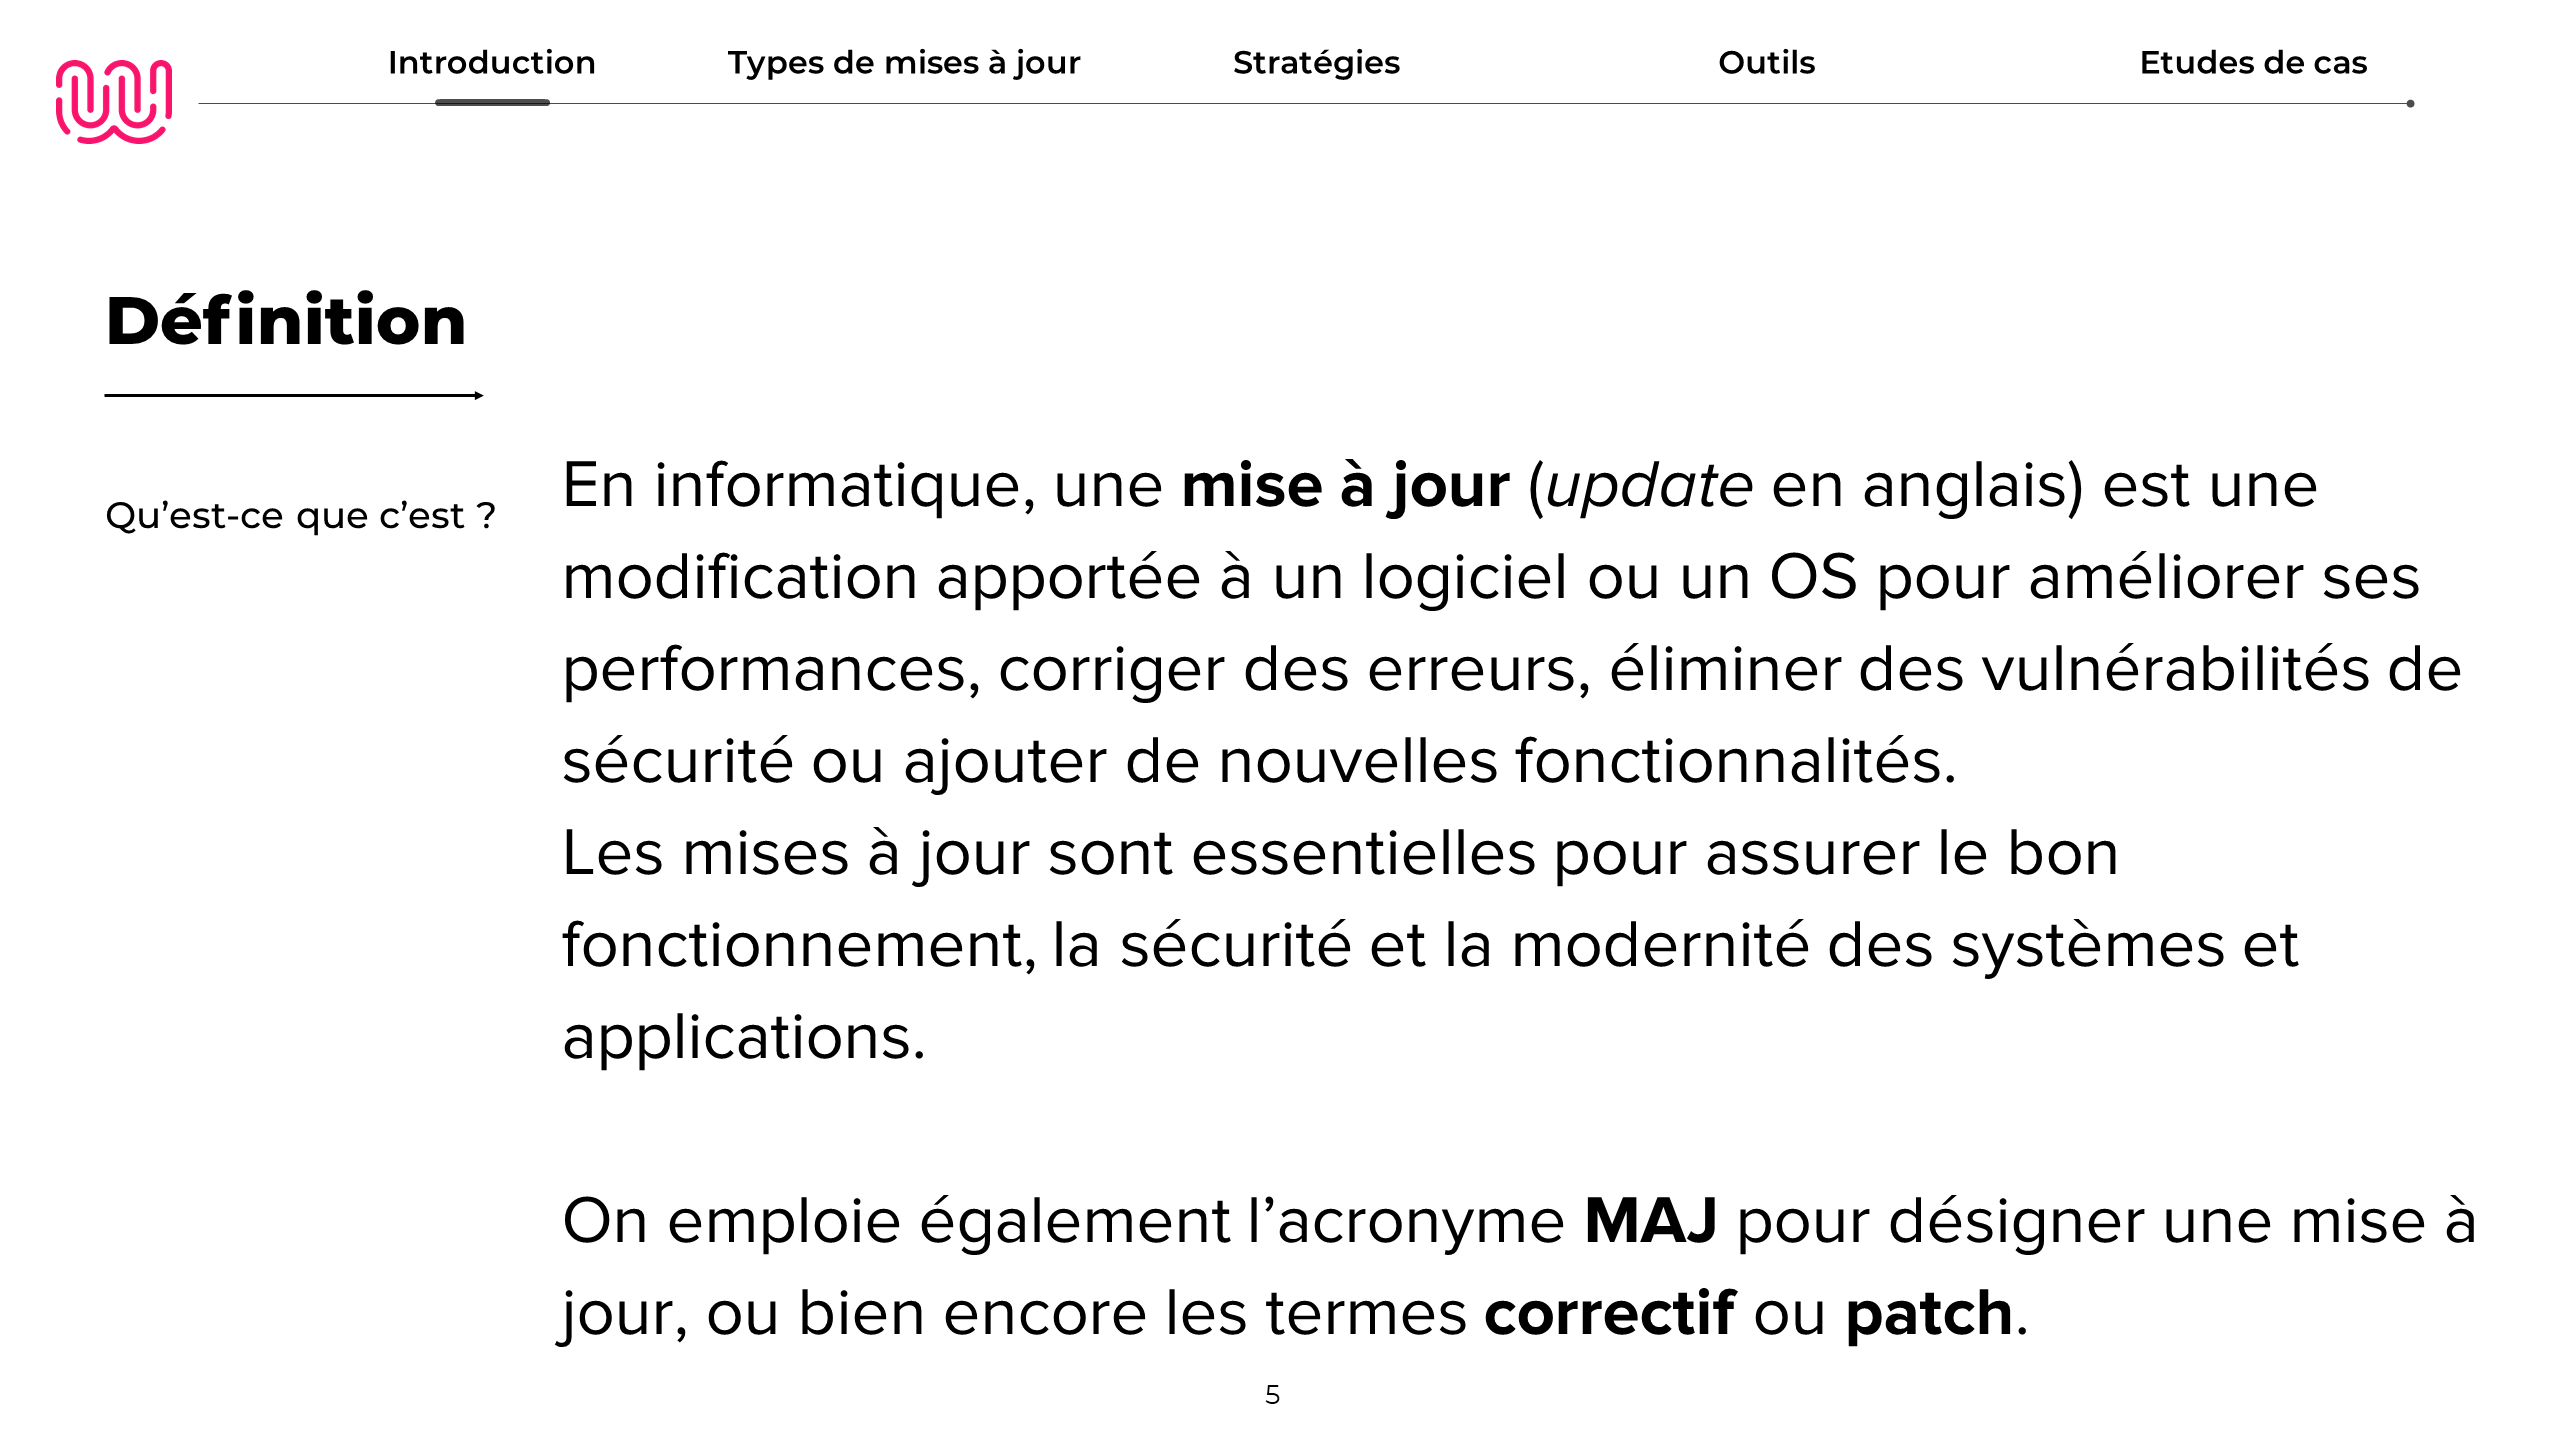 Introduction
Types de mises à jour
Stratégies
Outils
Etudes de cas
Définition
Qu’est-ce que c’est ?
En informatique, une mise à jour (update en anglais) est une
modification apportée à un logiciel ou un OS pour améliorer ses
performances, corriger des erreurs, éliminer des vulnérabilités de
sécurité ou ajouter de nouvelles fonctionnalités.
Les mises à jour sont essentielles pour assurer le bon
fonctionnement, la sécurité et la modernité des systèmes et
applications.
On emploie également l’acronyme MAJ pour désigner une mise à
jour, ou bien encore les termes correctif ou patch.
5